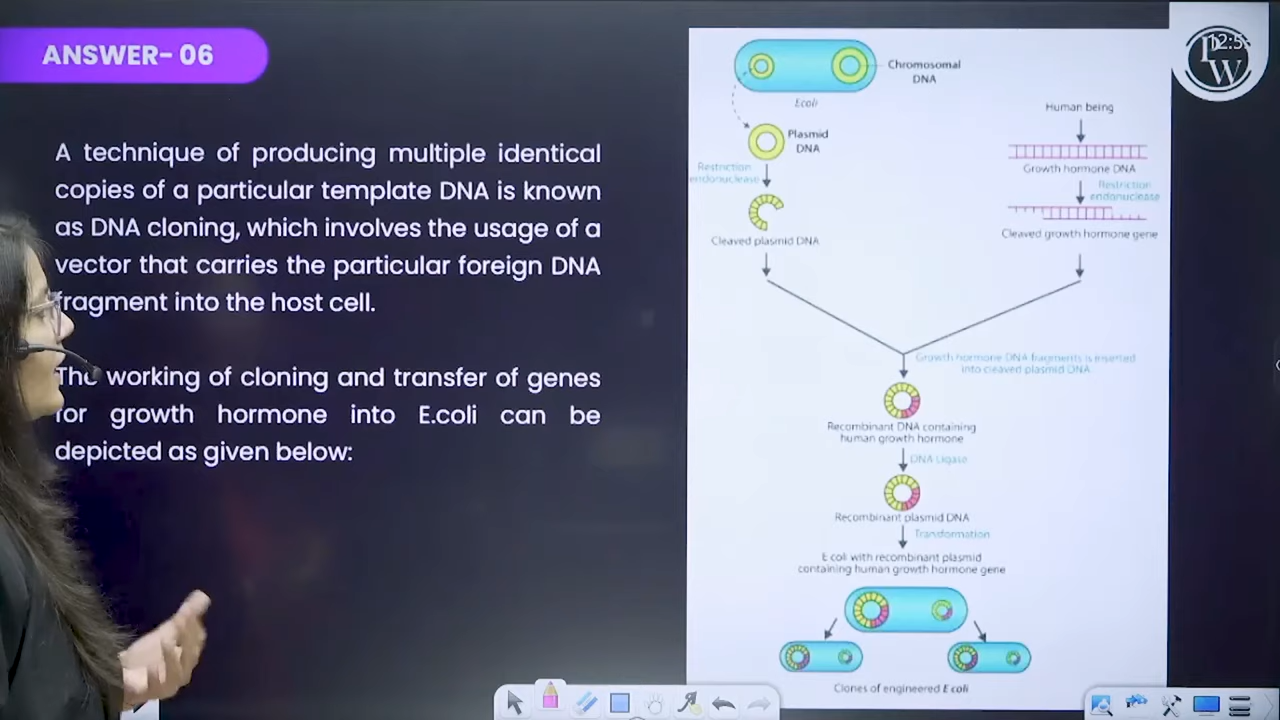 ANSWER- 06
A technique of producing multiple identical
copies of a particular template DNA is known
as DNA cloning, which involves the usage of a
vector that carries the particular foreign DNA
fragment into the host cell.
The working of cloning and transfer of genes
for growth hormone into E.coli can be
depicted as given below:
Chromosomal
DNA
Ecoli
Plasmid
DNA
Restriction
endonuclease
Cleaved plasmid DNA
Human being
Growth hormone DNA
Restriction
endonuclease
Cleaved growth hormone gene
Growth hormone DNA fragments is inserted
into cleaved plasmid DNA
Recombinant DNA containing
human growth hormone
DNA Ligase
Recombinant plasmid DNA
Transformation
E coli with recombinant plasmid
containing human growth hormone gene
Clones of engineered E coli
PW